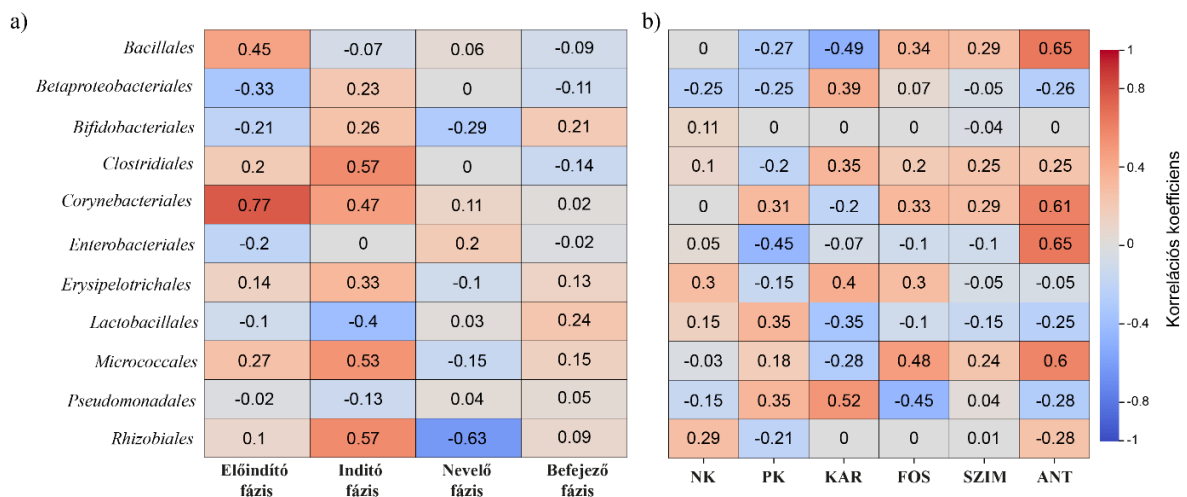 a)
b)
Bacillales 0.45 -0.07 0.06 -0.09 0 -0.27 -0.49 0.34 0.29 0.65
Betaproteobacteriales -0.33 0.23 0 -0.11 -0.25 -0.25 0.39 0.07 -0.05 -0.26
Bifidobacteriales -0.21 0.26 -0.29 0.21 0.11 0 0 0 -0.04 0
Clostridiales 0.2 0.57 0 -0.14 0.1 -0.2 0.35 0.2 0.25 0.25
Corynebacteriales 0.77 0.47 0.11 0.02 0 0.31 -0.2 0.33 0.29 0.61
Enterobacteriales -0.2 0 0.2 -0.02 0.05 -0.45 -0.07 -0.1 -0.1 0.65
Erysipelotrichales 0.14 0.33 -0.1 0.13 0.3 -0.15 0.4 0.3 -0.05 -0.05
Lactobacillales -0.1 -0.4 0.03 0.24 0.15 0.35 -0.35 -0.1 -0.15 -0.25
Micrococcales 0.27 0.53 -0.15 0.15 -0.03 0.18 -0.28 0.48 0.24 0.6
Pseudomonadales -0.02 -0.13 0.04 0.05 -0.15 0.35 0.52 -0.45 0.04 -0.28
Rhizobiales 0.1 0.57 -0.63 0.09 0.29 -0.21 0 0 0.01 -0.28
Előindító Indító Nevelő Befejező
fázis fázis fázis fázis
NK PK KAR FOS SZIM ANT
1
0.8
0.4
0
-0.4
-0.8
-1
Korrelációs koefficiens